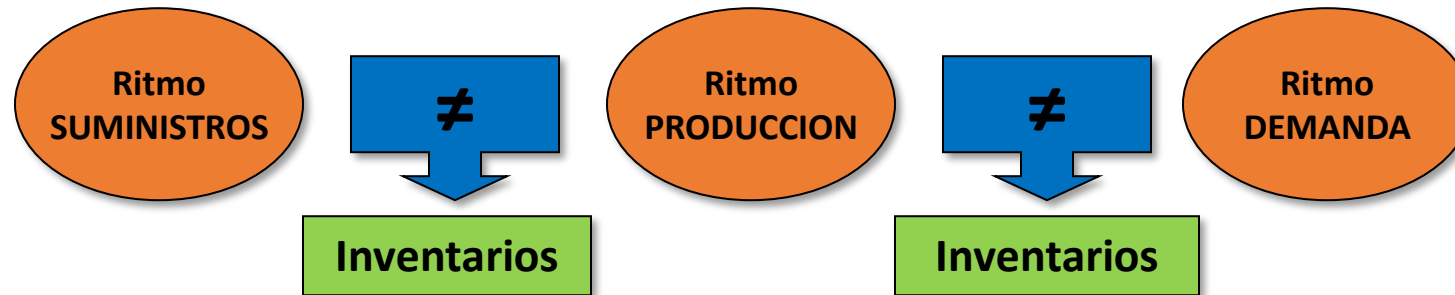 Ritmo
SUMINISTROS
≠
Ritmo
PRODUCCION
≠
Ritmo
DEMANDA
Inventarios
Inventarios